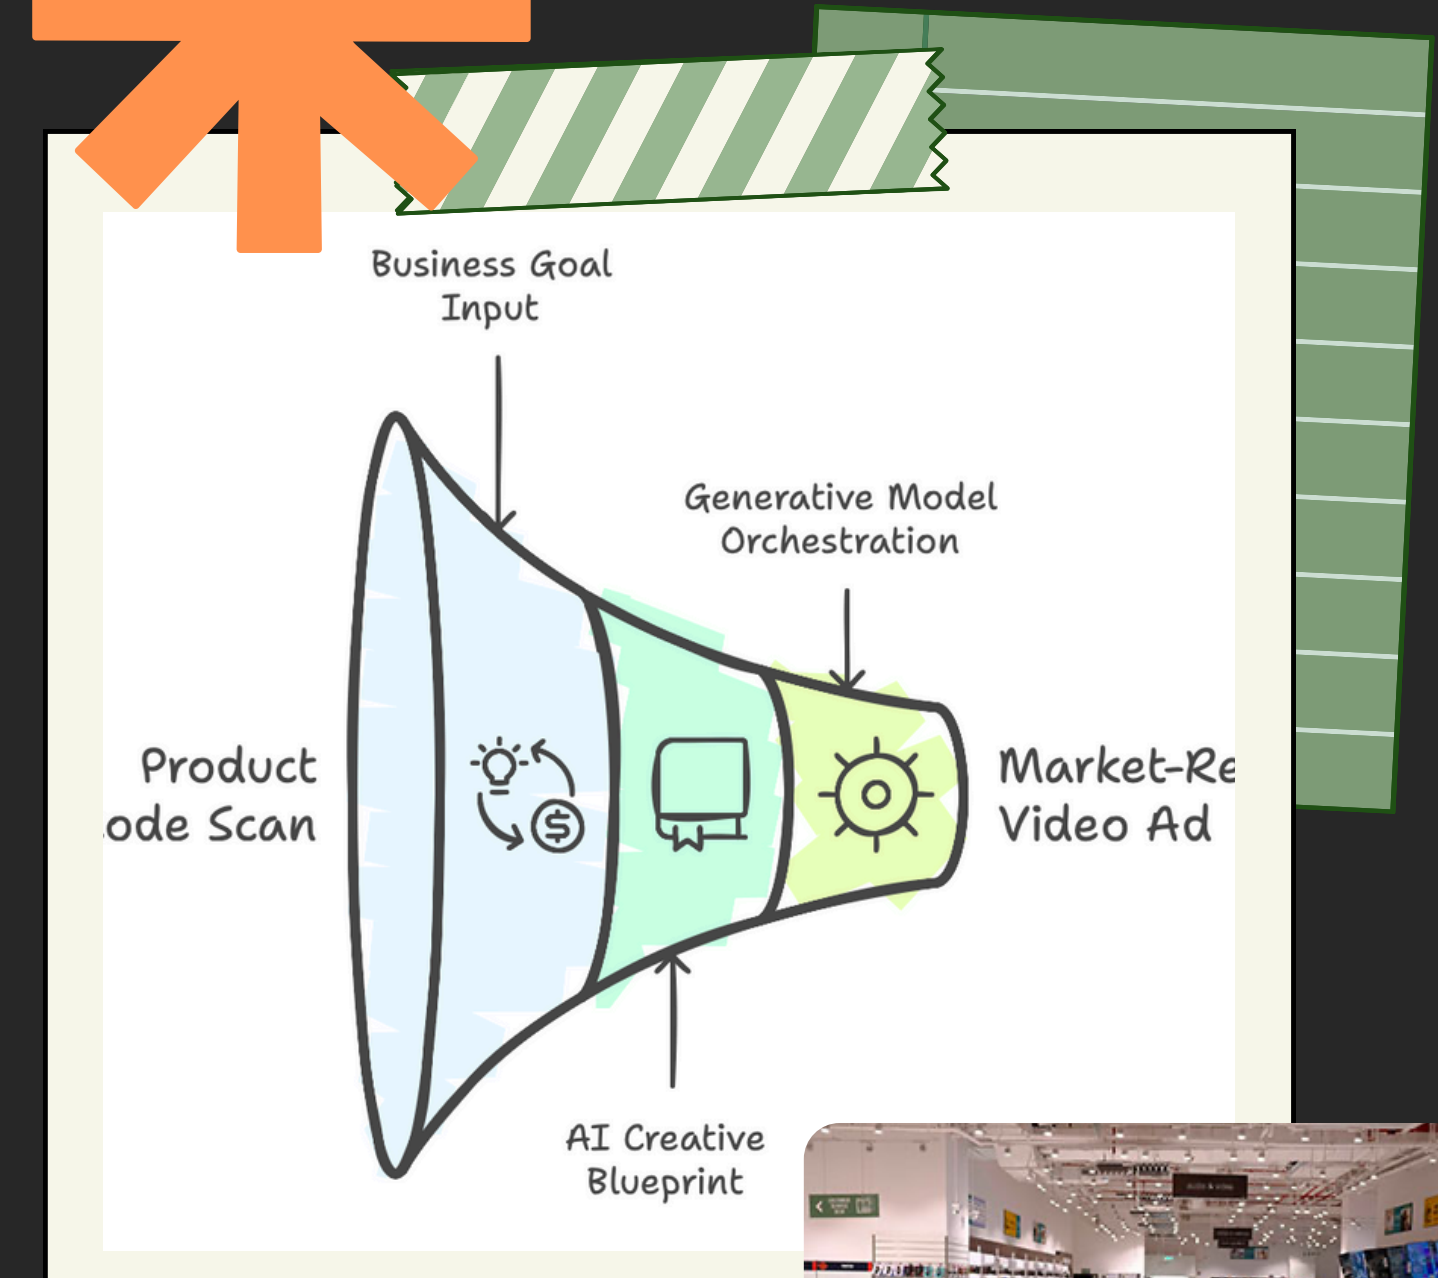 Business Goal
Input
Generative Model
Orchestration
Product
ode Scan
Market-Re
Video Ad
AI Creative
Blueprint